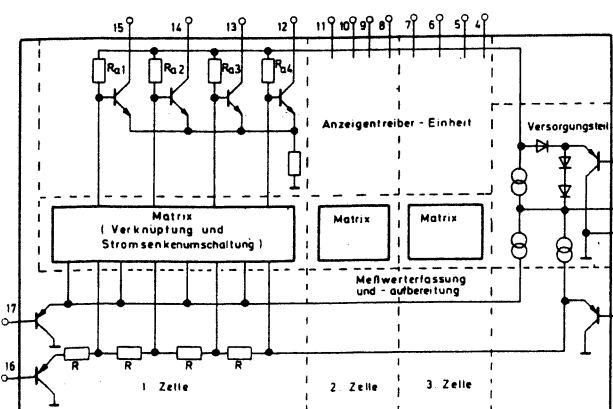 15 14 13 12 11 10 9 8 7 6 5 4
Ra1 Ra2 Ra3 Ra4
Anzeigentreiber - Einheit
Versorgungsteil
Matrix
(Verknüpfung und
Stromsenkenumschaltung)
Matrix
Matrix
Meßwerterfassung
und - aufbereitung
17
16
R R R R
1 Zelle
2. Zelle
3. Zelle